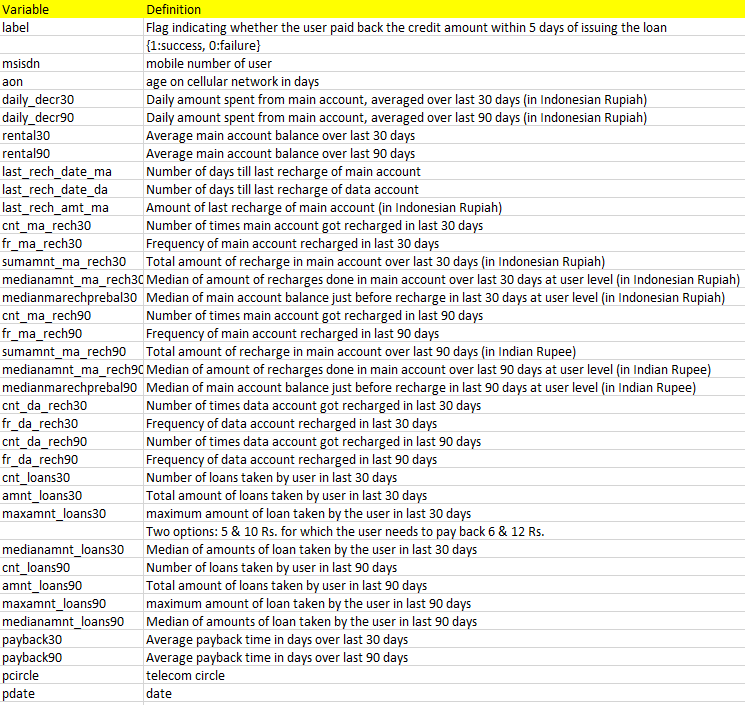 Variable Definition
label Flag indicating whether the user paid back the credit amount within 5 days of issuing the loan
{1:success, 0:failure}
msisdn mobile number of user
aon age on cellular network in days
daily_decr30 Daily amount spent from main account, averaged over last 30 days (in Indonesian Rupiah)
daily_decr90 Daily amount spent from main account, averaged over last 90 days (in Indonesian Rupiah)
rental30 Average main account balance over last 30 days
rental90 Average main account balance over last 90 days
last_rech_date_ma Number of days till last recharge of main account
last_rech_date_da Number of days till last recharge of data account
last_rech_amt_ma Amount of last recharge of main account (in Indonesian Rupiah)
cnt_ma_rech30 Number of times main account got recharged in last 30 days
fr_ma_rech30 Frequency of main account recharged in last 30 days
sumamnt_ma_rech30 Total amount of recharge in main account over last 30 days (in Indonesian Rupiah)
medianamnt_ma_rech30 Median of amount of recharges done in main account over last 30 days at user level (in Indonesian Rupiah)
medianmarechprebal30 Median of main account balance just before recharge in last 30 days at user level (in Indonesian Rupiah)
cnt_ma_rech90 Number of times main account got recharged in last 90 days
fr_ma_rech90 Frequency of main account recharged in last 90 days
sumamnt_ma_rech90 Total amount of recharge in main account over last 90 days (in Indian Rupee)
medianamnt_ma_rech90 Median of amount of recharges done in main account over last 90 days at user level (in Indian Rupee)
medianmarechprebal90 Median of main account balance just before recharge in last 90 days at user level (in Indian Rupee)
cnt_da_rech30 Number of times data account got recharged in last 30 days
fr_da_rech30 Frequency of data account recharged in last 30 days
cnt_da_rech90 Number of times data account got recharged in last 90 days
fr_da_rech90 Frequency of data account recharged in last 90 days
cnt_loans30 Number of loans taken by user in last 30 days
amnt_loans30 Total amount of loans taken by user in last 30 days
maxamnt_loans30 maximum amount of loan taken by the user in last 30 days
Two options: 5 & 10 Rs. for which the user needs to pay back 6 & 12 Rs.
medianamnt_loans30 Median of amounts of loan taken by the user in last 30 days
cnt_loans90 Number of loans taken by user in last 90 days
amnt_loans90 Total amount of loans taken by user in last 90 days
maxamnt_loans90 maximum amount of loan taken by the user in last 90 days
medianamnt_loans90 Median of amounts of loan taken by the user in last 90 days
payback30 Average payback time in days over last 30 days
payback90 Average payback time in days over last 90 days
pcircle telecom circle
pdate date